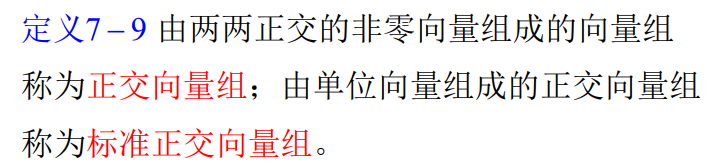 定义7－9 由两两正交的非零向量组成的向量组
称为正交向量组；由单位向量组成的正交向量组
称为标准正交向量组。